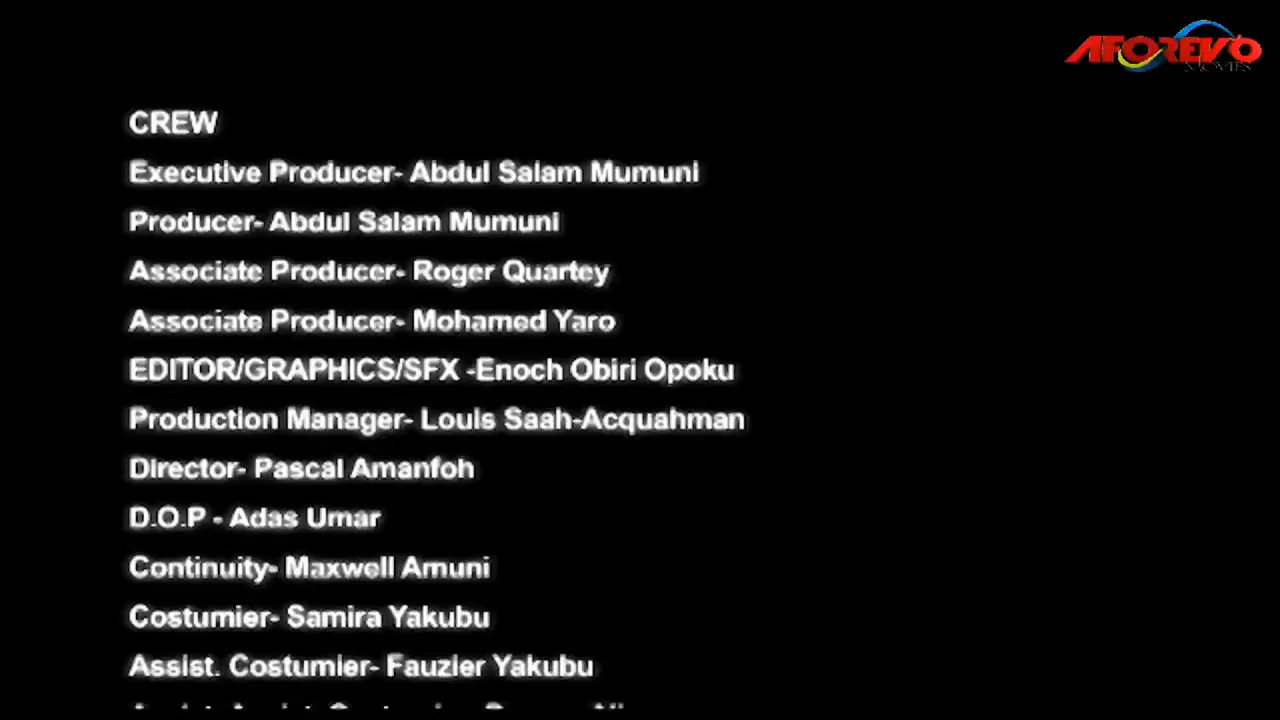 AFOREVO
MOVIES
CREW
Executive Producer- Abdul Salam Mumuni
Producer- Abdul Salam Mumuni
Associate Producer- Roger Quartey
Associate Producer- Mohamed Yaro
EDITOR/GRAPHICS/SFX -Enoch Obiri Opoku
Production Manager- Louis Saah-Acquahman
Director- Pascal Amanfoh
D.O.P - Adas Umar
Continuity- Maxwell Amuni
Costumier- Samira Yakubu
Assist. Costumier- Fauzier Yakubu